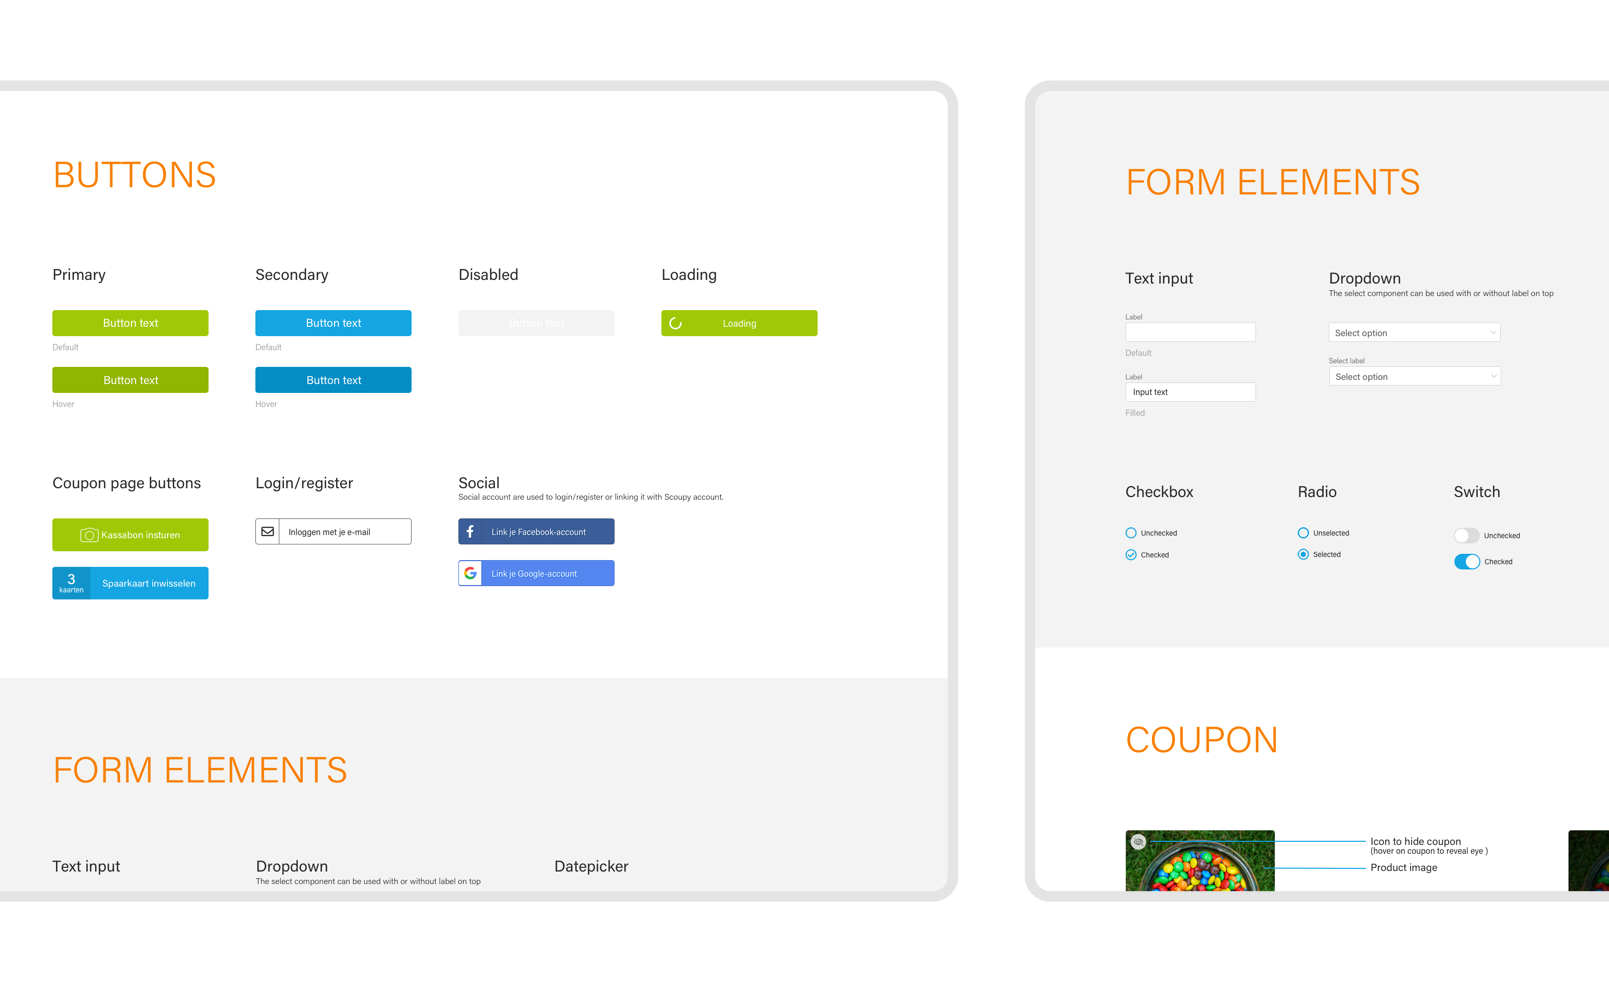 BUTTONS
Primary
Secondary
Disabled
Loading
Button text
Button text
Button text
Loading
Default
Default
Button text
Button text
Hover
Hover
Coupon page buttons
Login/register
Social
Social account are used to login/register or linking it with Scoupy account.
Kassabon insturen
Inloggen met je e-mail
Link je Facebook-account
3
kaarten
Spaarkaart inwisselen
Link je Google-account
FORM ELEMENTS
Text input
Dropdown
Datepicker
The select component can be used with or without label on top
FORM ELEMENTS
Text input
Dropdown
The select component can be used with or without label on top
Label
Select option
Default
Select label
Label
Select option
Input text
Filled
Checkbox
Radio
Switch
Unchecked
Unselected
Unchecked
Checked
Selected
Checked
COUPON
Icon to hide coupon
(hover on coupon to reveal eye )
Product image